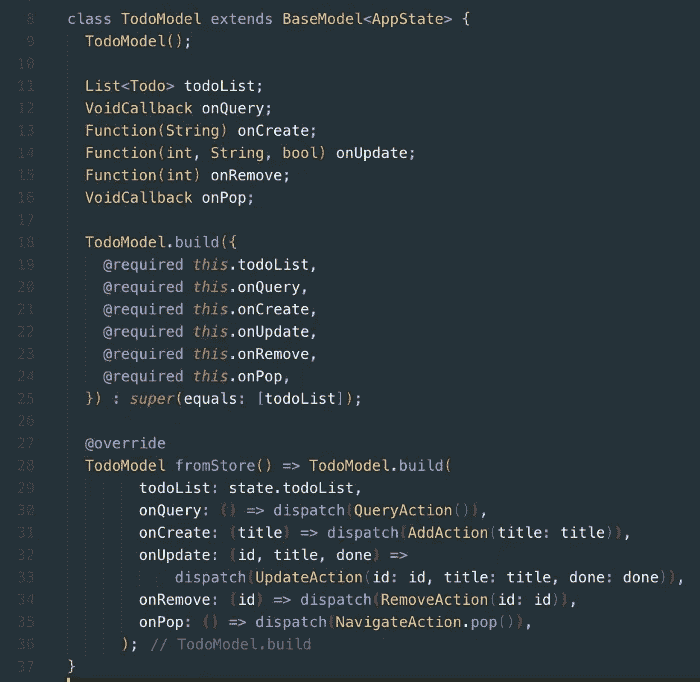 8 class TodoModel extends BaseModel<AppState> {
9 TodoModel();
10
11 List<Todo> todoList;
12 VoidCallback onQuery;
13 Function(String) onCreate;
14 Function(int, String, bool) onUpdate;
15 Function(int) onRemove;
16 VoidCallback onPop;
17
18 TodoModel.build({
19 @required this.todoList,
20 @required this.onQuery,
21 @required this.onCreate,
22 @required this.onUpdate,
23 @required this.onRemove,
24 @required this.onPop,
25 }) : super(equals: [todoList]);
26
27 @override
28 TodoModel fromStore() => TodoModel.build(
29 todoList: state.todoList,
30 onQuery: () => dispatch(QueryAction()),
31 onCreate: (title) => dispatch(AddAction(title: title)),
32 onUpdate: (id, title, done) =>
33 dispatch(UpdateAction(id: id, title: title, done: done)),
34 onRemove: (id) => dispatch(RemoveAction(id: id)),
35 onPop: () => dispatch(NavigateAction.pop()),
36 ); // TodoModel.build
37 }